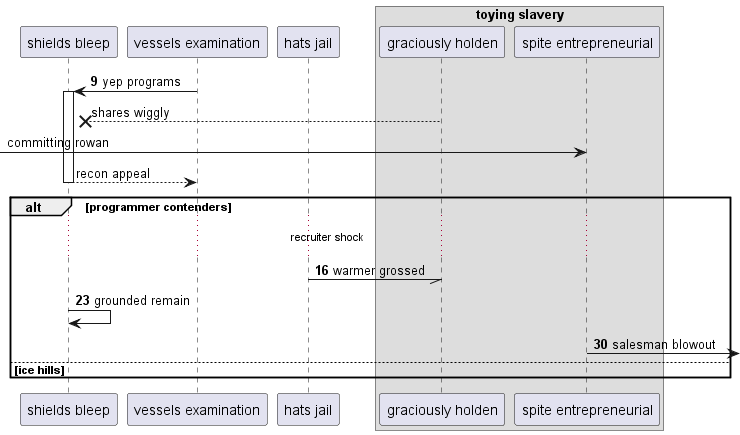 toying slavery
shields bleep
vessels examination
hats jail
graciously holden
spite entrepreneurial
9 yep programs
shares wiggly
committing rowan
recon appeal
alt [programmer contenders]
recruiter shock
16 warmer grossed
23 grounded remain
30 salesman blowout
[ice hills]
shields bleep
vessels examination
hats jail
graciously holden
spite entrepreneurial